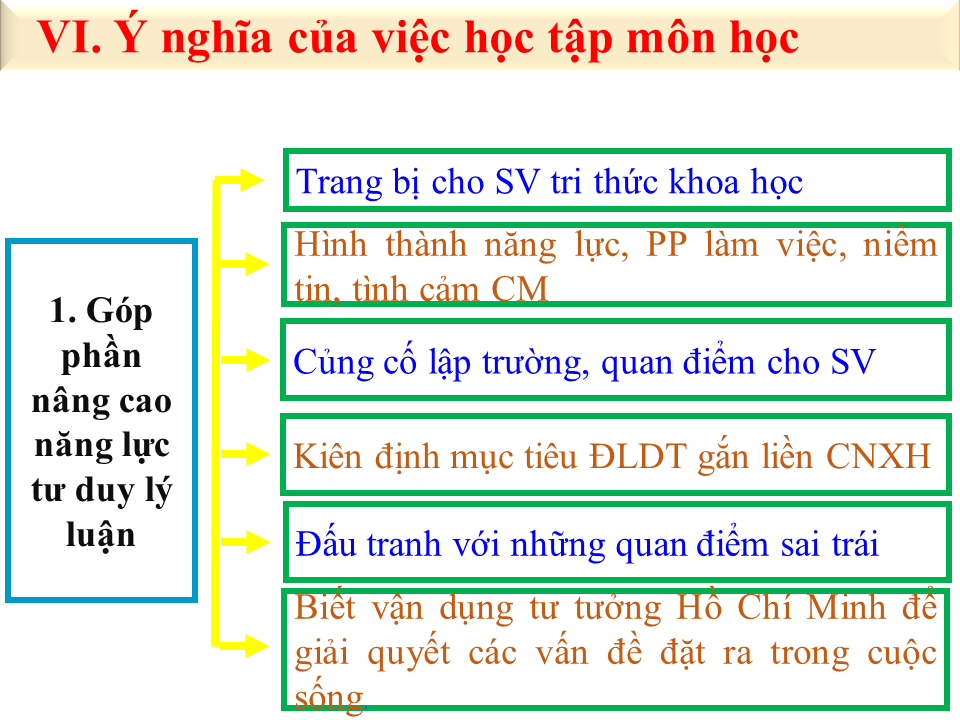 VI. Ý nghĩa của việc học tập môn học
1. Góp
phần
nâng cao
năng lực
tư duy lý
luận
Trang bị cho SV tri thức khoa học
Hình thành năng lực, PP làm việc, niềm
tin, tình cảm CM
Củng cố lập trường, quan điểm cho SV
Kiên định mục tiêu ĐLDT gắn liền CNXH
Đấu tranh với những quan điểm sai trái
Biết vận dụng tư tưởng Hồ Chí Minh để
giải quyết các vấn đề đặt ra trong cuộc
sống.